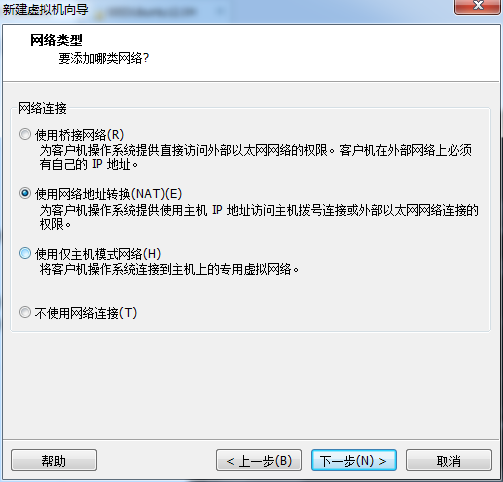 新建虚拟机向导
网络类型
要添加哪类网络?
网络连接
使用桥接网络(R)
为客户机操作系统提供直接访问外部以太网网络的权限。客户机在外部网络上必须
有自己的 IP 地址。
使用网络地址转换(NAT)(E)
为客户机操作系统提供使用主机 IP 地址访问主机拨号连接或外部以太网网络连接的
权限。
使用仅主机模式网络(H)
将客户机操作系统连接到主机上的专用虚拟网络。
不使用网络连接(T)
帮助
< 上一步(B)
下一步(N) >
取消